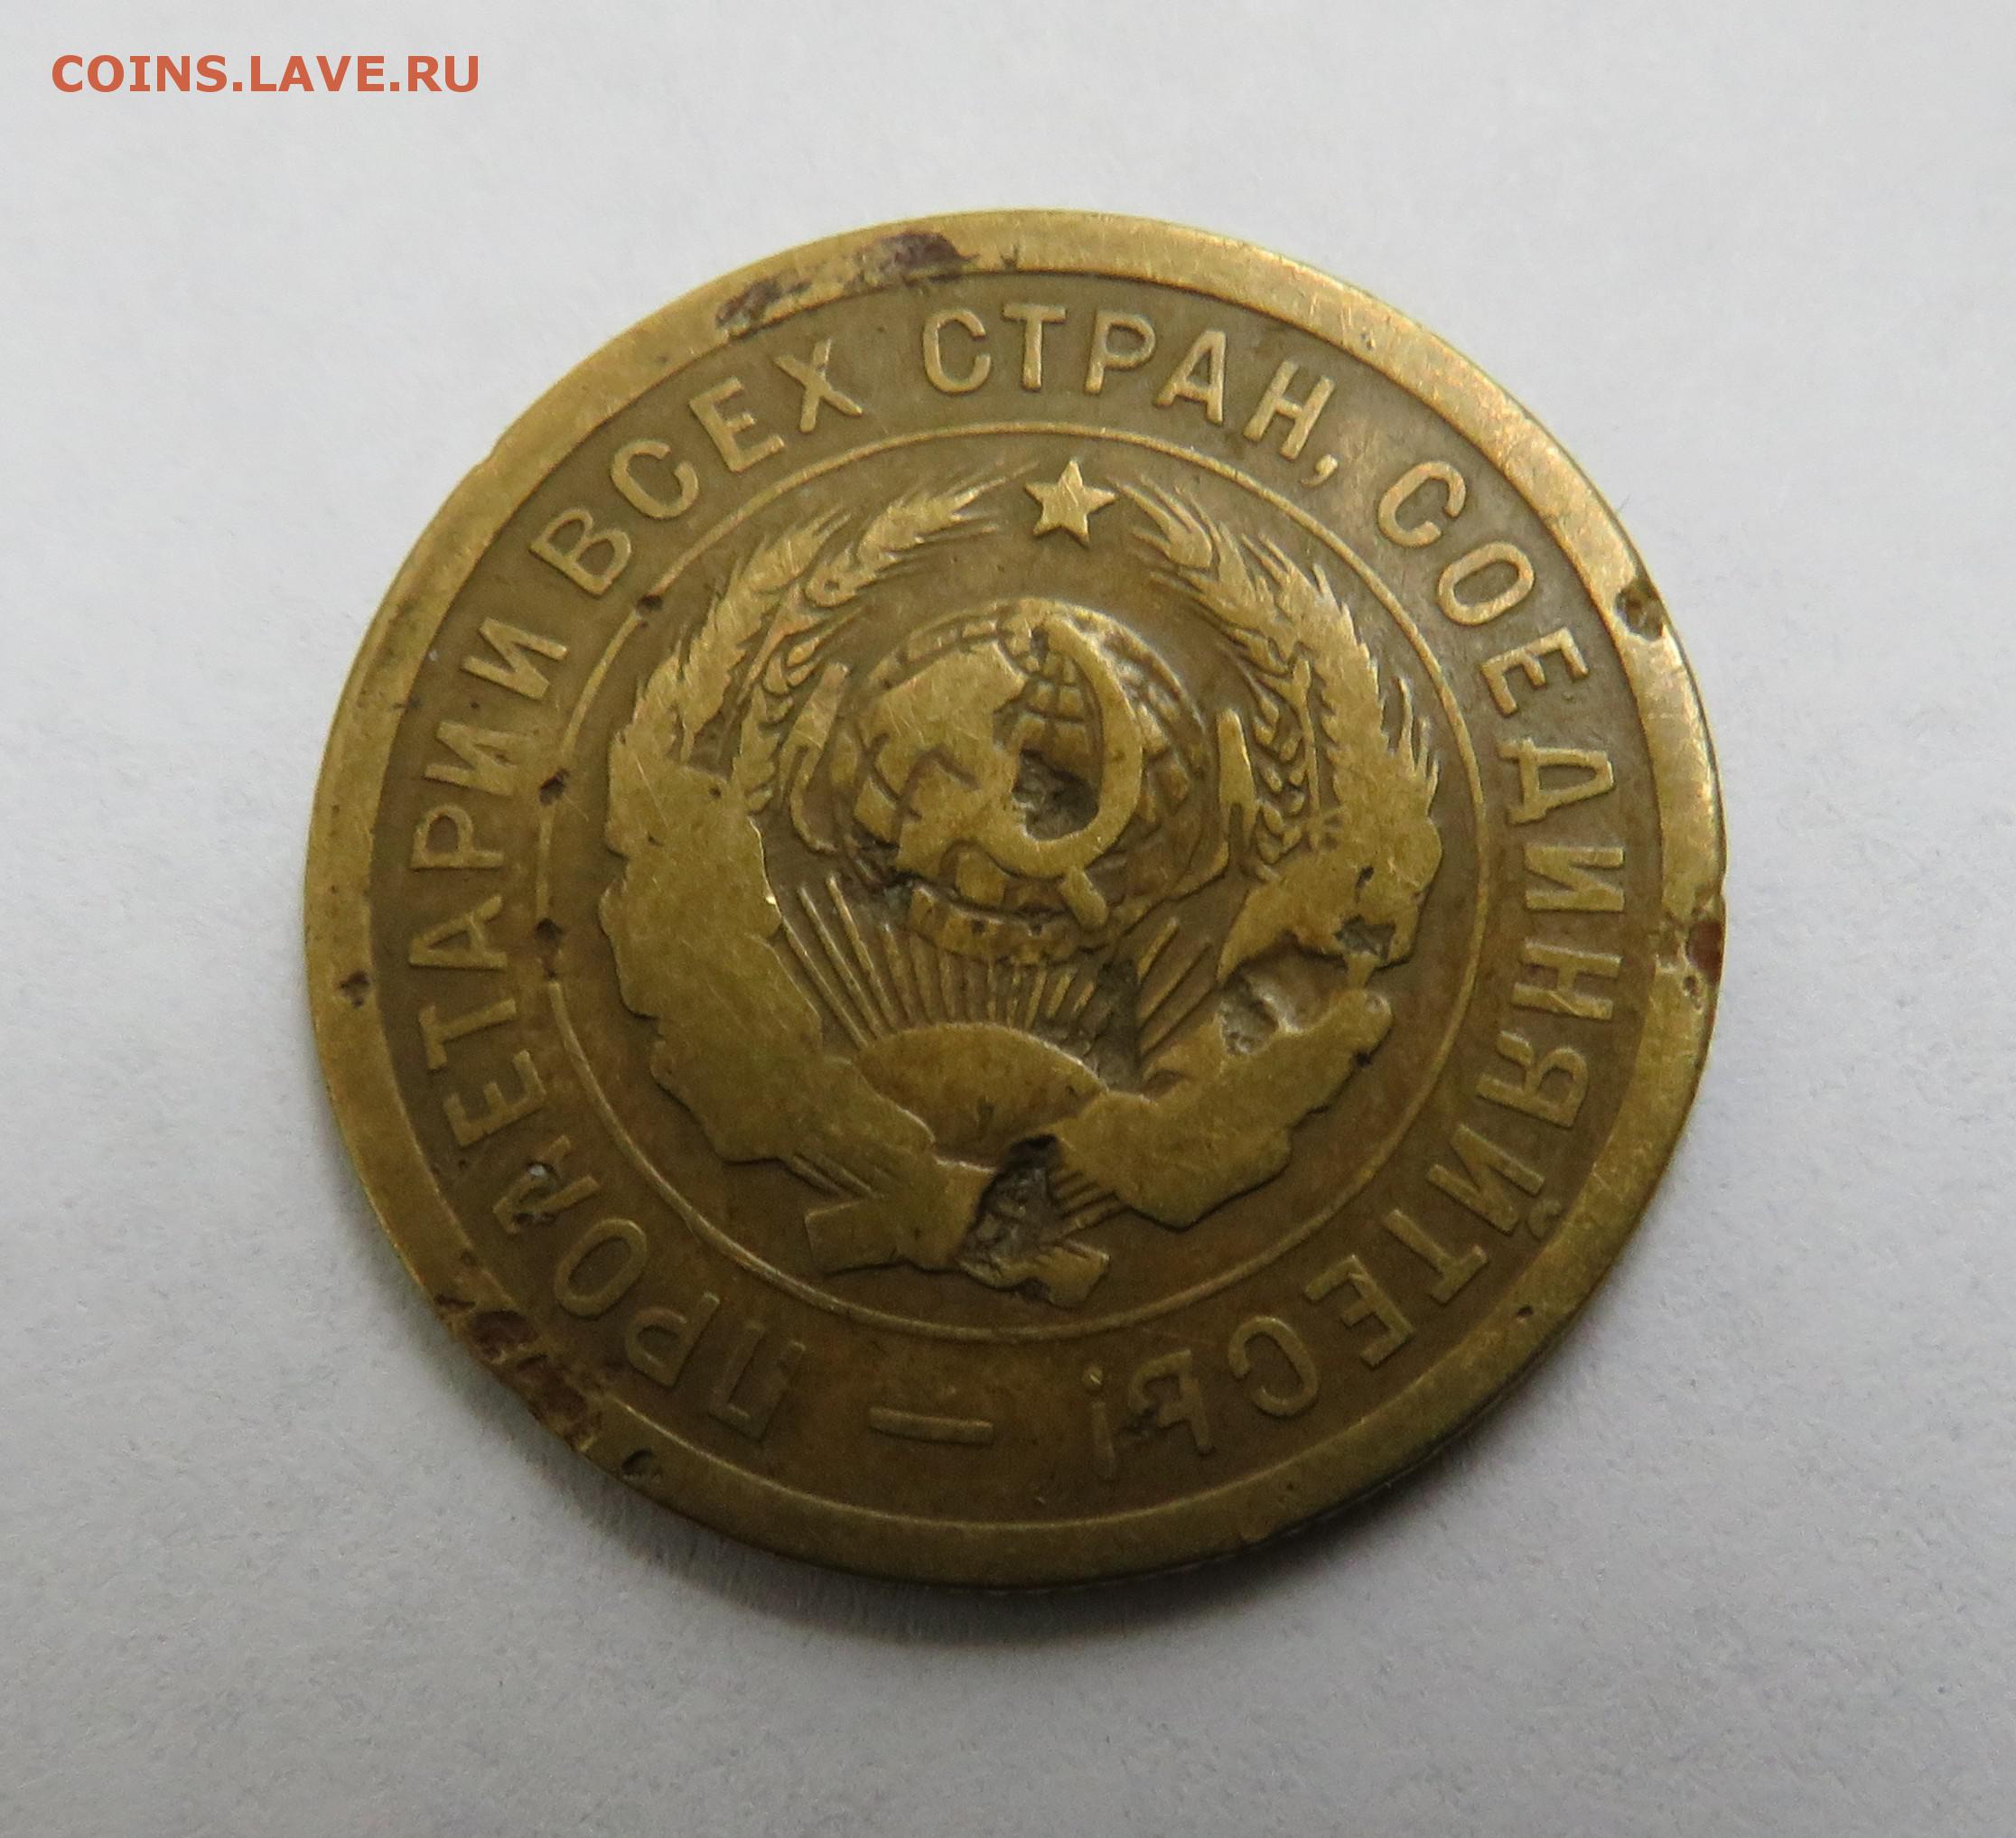 COINS.LAVE.RU
— ПРОЛЕТАРИИ ВСЕХ СТРАН, СОЕДИНЯЙТЕСЬ!